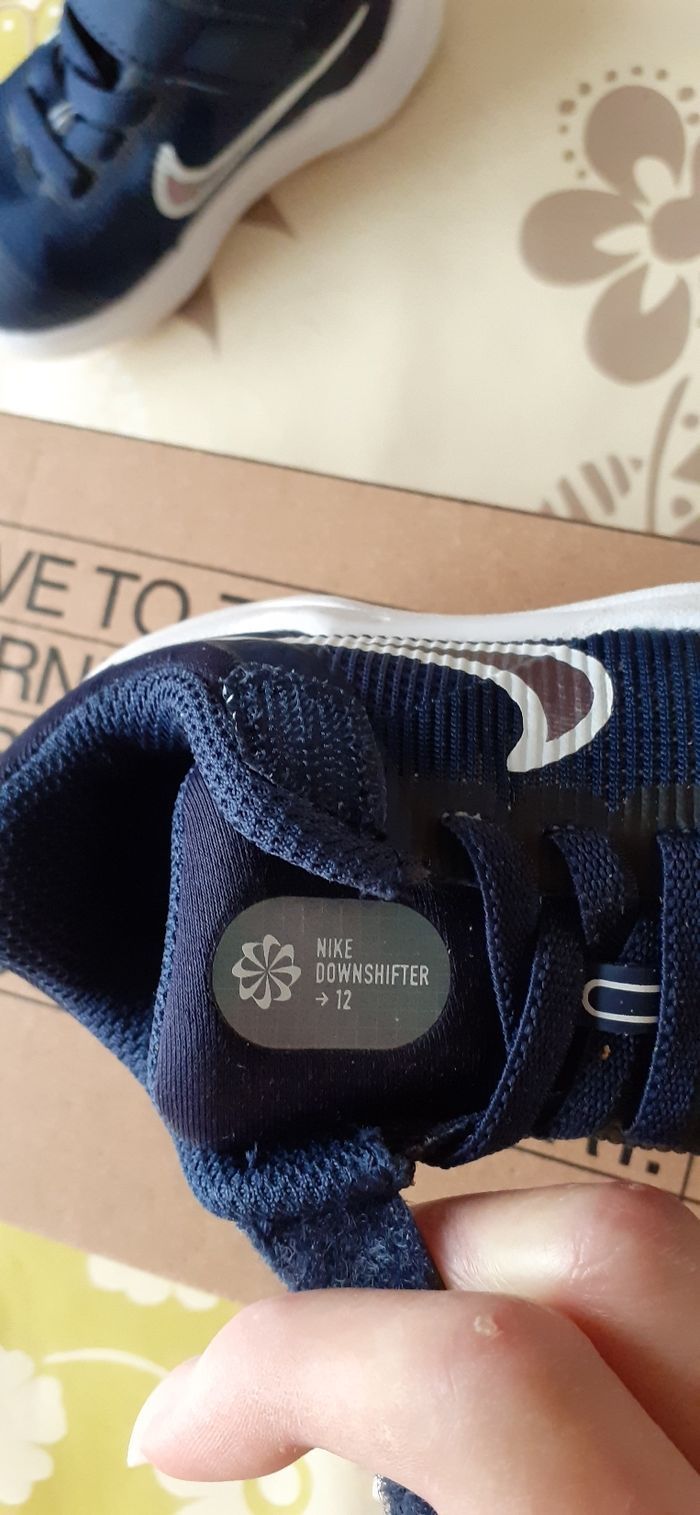 VE TO
RN
NIKE
DOWNSHIFTER
→ 12